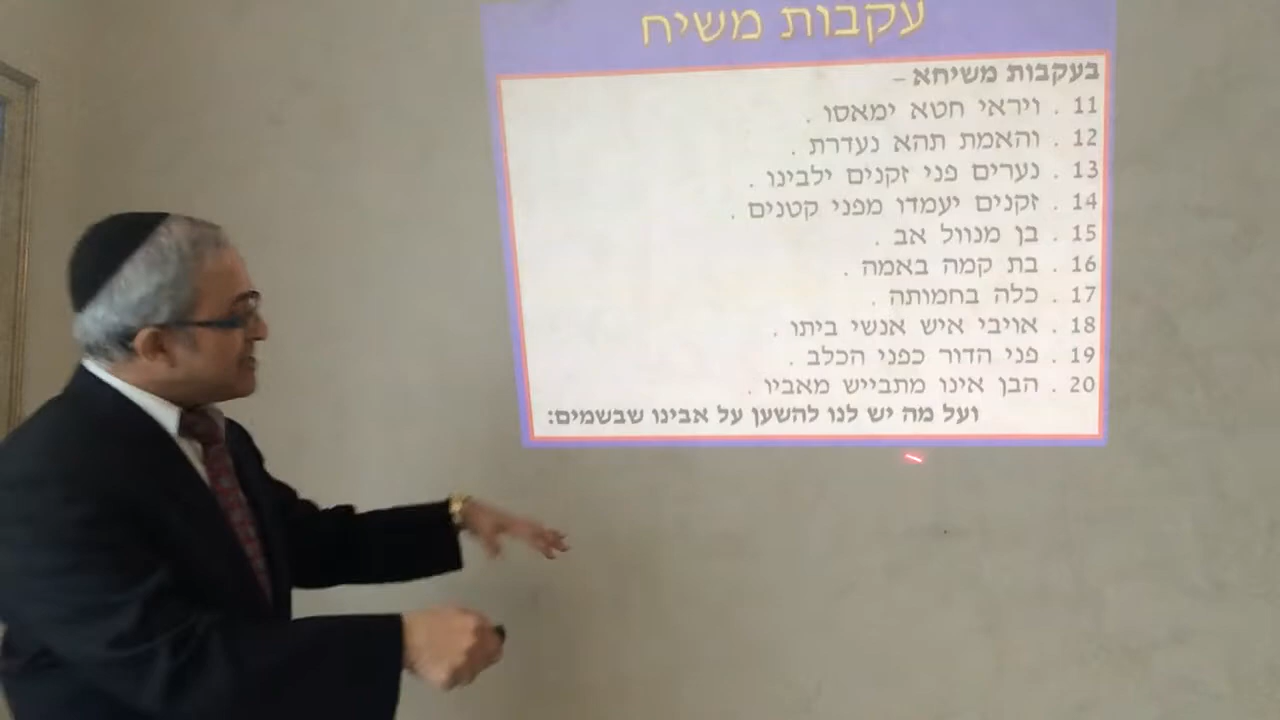 עקבות משיח
בעקבות משיחא –
11 . ויראי חטא ימאסו .
12 . והאמת תהא נעדרת .
13 . נערים פני זקנים ילבינו .
14 . זקנים יעמדו מפני קטנים .
15 . בן מנוול אב .
16 . בת קמה באמה .
17 . כלה בחמותה .
18 . אויבי איש אנשי ביתו .
19 . פני הדור כפני הכלב .
20 . הבן אינו מתבייש מאביו .
ועל מה יש לנו להשען על אבינו שבשמים: